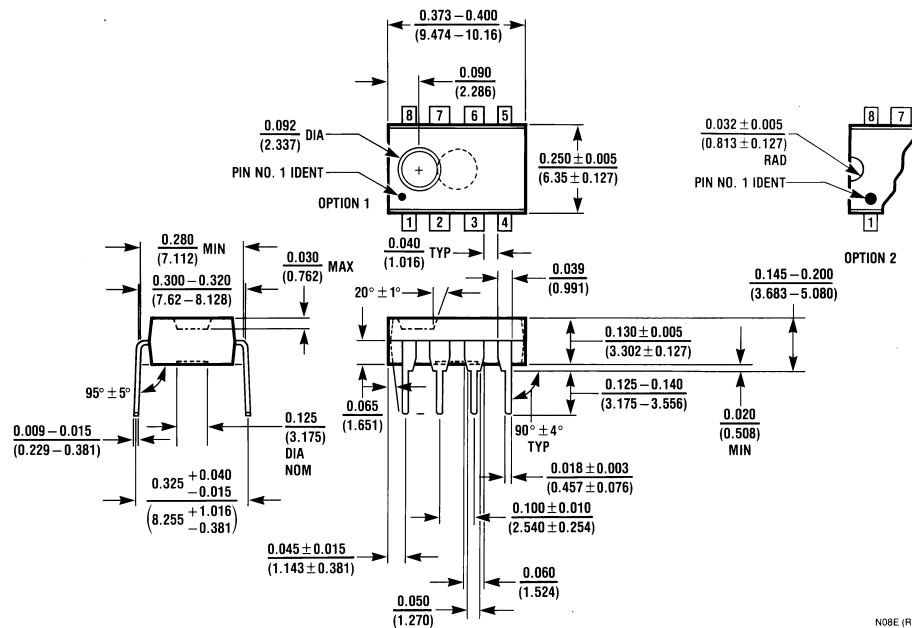 0.373 – 0.400
(9.474 – 10.16)
0.090
(2.286)
8 7 6 5
0.092 DIA
(2.337)
PIN NO. 1 IDENT
OPTION 1
1 2 3 4
0.250 ± 0.005
(6.35 ± 0.127)
8 7
0.032 ± 0.005
(0.813 ± 0.127)
RAD
PIN NO. 1 IDENT
1
OPTION 2
0.280 MIN
(7.112)
0.030 MAX
(0.762)
0.300 – 0.320
(7.62 – 8.128)
0.040 TYP
(1.016)
0.039
(0.991)
20° ± 1°
0.145 – 0.200
(3.683 – 5.080)
0.130 ± 0.005
(3.302 ± 0.127)
95° ± 5°
0.125
(3.175)
DIA
NOM
0.065
(1.651)
0.125 – 0.140
(3.175 – 3.556)
90° ± 4°
TYP
0.020
(0.508)
MIN
0.009 – 0.015
(0.229 – 0.381)
0.325 +0.040
–0.015
(8.255 +1.016
–0.381)
0.018 ± 0.003
(0.457 ± 0.076)
0.100 ± 0.010
(2.540 ± 0.254)
0.045 ± 0.015
(1.143 ± 0.381)
0.060
(1.524)
0.050
(1.270)
N08E (R